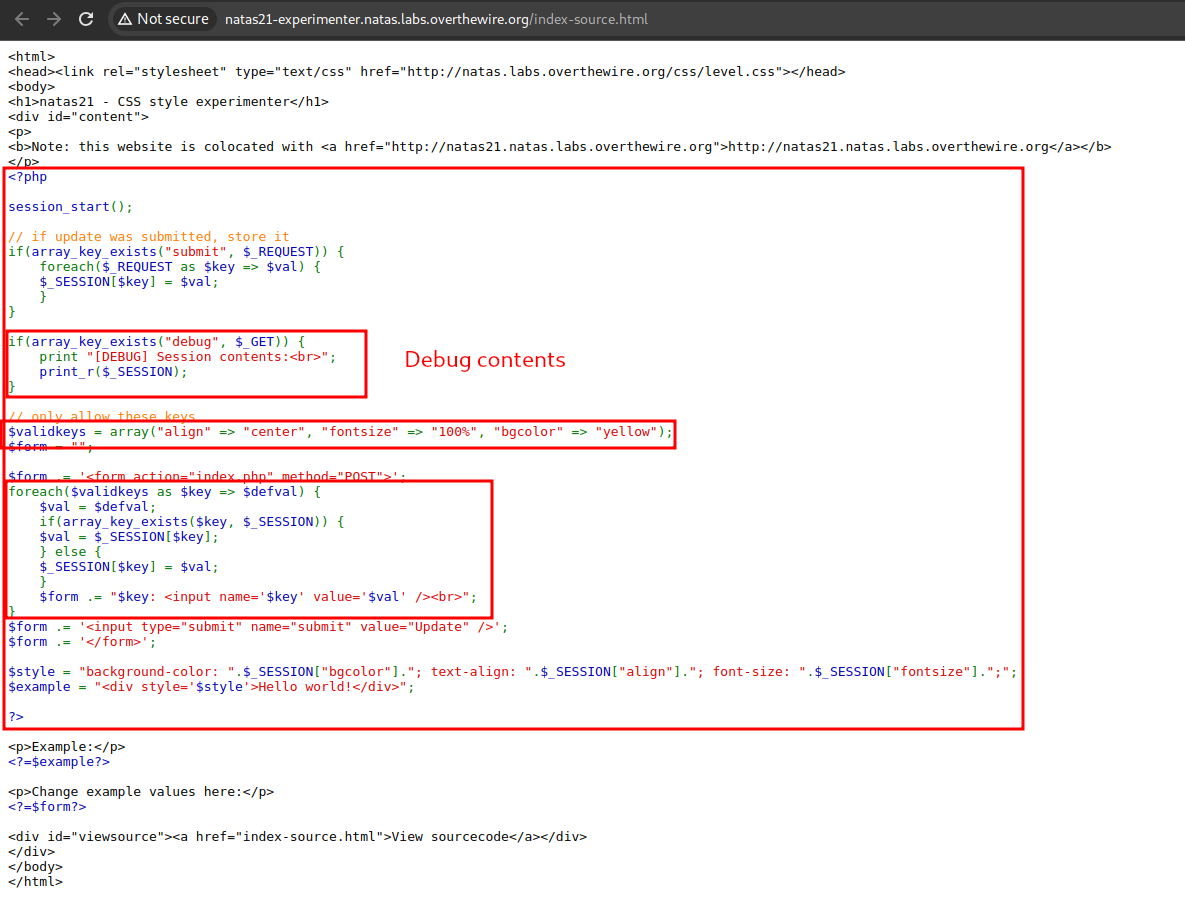 Not secure natas21-experimenter.natas.labs.overthewire.org/index-source.html
<html>
<head><link rel="stylesheet" type="text/css" href="http://natas.labs.overthewire.org/css/level.css"></head>
<body>
<h1>natas21 - CSS style experimenter</h1>
<div id="content">
<p>
<b>Note: this website is colocated with <a href="http://natas21.natas.labs.overthewire.org">http://natas21.natas.labs.overthewire.org</a></b>
</p>
<?php
session_start();
// if update was submitted, store it
if(array_key_exists("submit", $_REQUEST)) {
    foreach($_REQUEST as $key => $val) {
    $_SESSION[$key] = $val;
    }
}
if(array_key_exists("debug", $_GET)) {
    print "[DEBUG] Session contents:<br>";
    print_r($_SESSION);
}
Debug contents
// only allow these keys
$validkeys = array("align" => "center", "fontsize" => "100%", "bgcolor" => "yellow");
$form = "";
$form .= '<form action="index.php" method="POST">';
foreach($validkeys as $key => $defval) {
    $val = $defval;
    if(array_key_exists($key, $_SESSION)) {
    $val = $_SESSION[$key];
    } else {
    $_SESSION[$key] = $val;
    }
    $form .= "$key: <input name='$key' value='$val' /><br>";
}
$form .= '<input type="submit" name="submit" value="Update" />';
$form .= '</form>';
$style = "background-color: ".$_SESSION["bgcolor"]."; text-align: ".$_SESSION["align"]."; font-size: ".$_SESSION["fontsize"].";";
$example = "<div style='$style'>Hello world!</div>";
?>
<p>Example:</p>
<?=$example?>
<p>Change example values here:</p>
<?=$form?>
<div id="viewsource"><a href="index-source.html">View sourcecode</a></div>
</div>
</body>
</html>